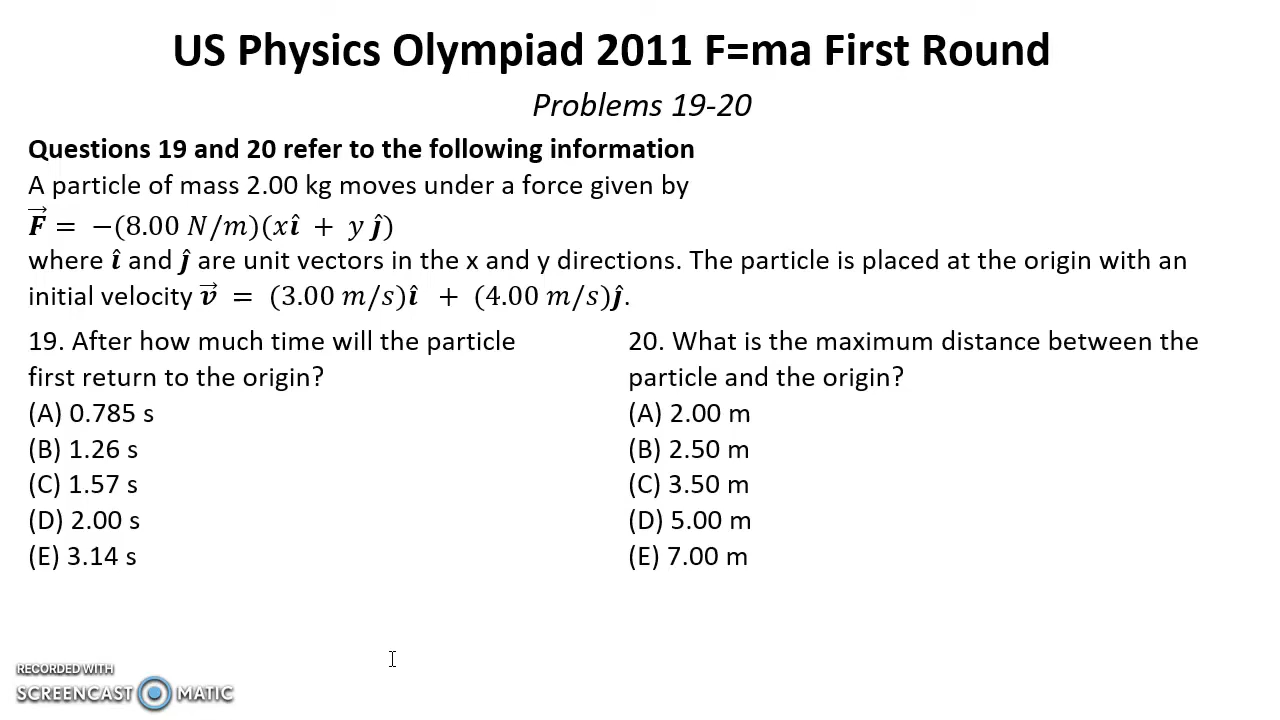 US Physics Olympiad 2011 F=ma First Round
Problems 19-20
Questions 19 and 20 refer to the following information
A particle of mass 2.00 kg moves under a force given by
F⃗ = −(8.00 N/m)(xî + y ĵ)
where î and ĵ are unit vectors in the x and y directions. The particle is placed at the origin with an
initial velocity v⃗ = (3.00 m/s)î + (4.00 m/s)ĵ.
19. After how much time will the particle
first return to the origin?
(A) 0.785 s
(B) 1.26 s
(C) 1.57 s
(D) 2.00 s
(E) 3.14 s
20. What is the maximum distance between the
particle and the origin?
(A) 2.00 m
(B) 2.50 m
(C) 3.50 m
(D) 5.00 m
(E) 7.00 m
RECORDED WITH
SCREENCAST MATIC